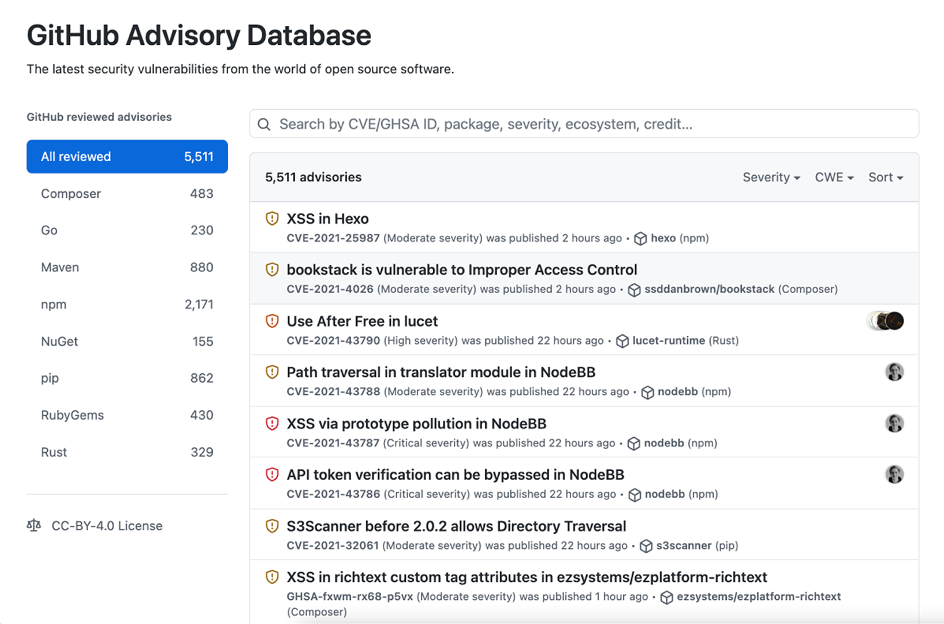 GitHub Advisory Database
The latest security vulnerabilities from the world of open source software.
GitHub reviewed advisories
All reviewed 5,511
Composer 483
Go 230
Maven 880
npm 2,171
NuGet 155
pip 862
RubyGems 430
Rust 329
CC-BY-4.0 License
Search by CVE/GHSA ID, package, severity, ecosystem, credit...
5,511 advisories Severity CWE Sort
XSS in Hexo
CVE-2021-25987 (Moderate severity) was published 2 hours ago • hexo (npm)
bookstack is vulnerable to Improper Access Control
CVE-2021-4026 (Moderate severity) was published 2 hours ago • ssddanbrown/bookstack (Composer)
Use After Free in lucet
CVE-2021-43790 (High severity) was published 22 hours ago • lucet-runtime (Rust)
Path traversal in translator module in NodeBB
CVE-2021-43788 (Moderate severity) was published 22 hours ago • nodebb (npm)
XSS via prototype pollution in NodeBB
CVE-2021-43787 (Critical severity) was published 22 hours ago • nodebb (npm)
API token verification can be bypassed in NodeBB
CVE-2021-43786 (Critical severity) was published 22 hours ago • nodebb (npm)
S3Scanner before 2.0.2 allows Directory Traversal
CVE-2021-32061 (Moderate severity) was published 22 hours ago • s3scanner (pip)
XSS in richtext custom tag attributes in ezsystems/ezplatform-richtext
GHSA-fxwm-rx68-p5vx (Moderate severity) was published 1 hour ago • ezsystems/ezplatform-richtext
(Composer)